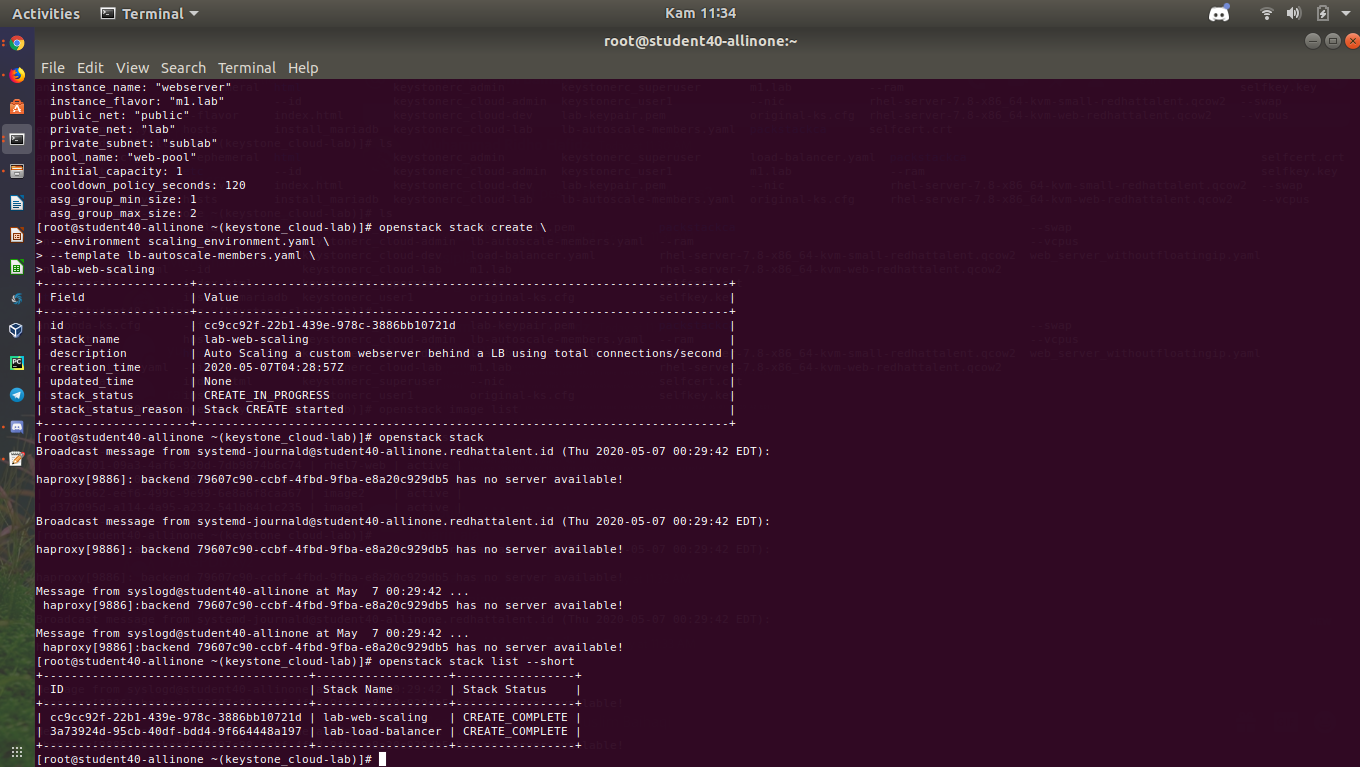 Activities Terminal Kam 11:34
root@student40-allinone:~
File Edit View Search Terminal Help
instance_name: "webserver"
instance_flavor: "m1.lab"
public_net: "public"
private_net: "lab"
private_subnet: "sublab"
pool_name: "web-pool"
initial_capacity: 1
cooldown_policy_seconds: 120
asg_group_min_size: 1
asg_group_max_size: 2
[root@student40-allinone ~(keystone_cloud-lab)]# openstack stack create \
> --environment scaling_environment.yaml \
> --template lb-autoscale-members.yaml \
> lab-web-scaling
+---------------------+---------------------------------------------------------------------------+
| Field | Value |
+---------------------+---------------------------------------------------------------------------+
| id | cc9cc92f-22b1-439e-978c-3886bb10721d |
| stack_name | lab-web-scaling |
| description | Auto Scaling a custom webserver behind a LB using total connections/second |
| creation_time | 2020-05-07T04:28:57Z |
| updated_time | None |
| stack_status | CREATE_IN_PROGRESS |
| stack_status_reason | Stack CREATE started |
+---------------------+---------------------------------------------------------------------------+
[root@student40-allinone ~(keystone_cloud-lab)]# openstack stack
Broadcast message from systemd-journald@student40-allinone.redhattalent.id (Thu 2020-05-07 00:29:42 EDT):
haproxy[9886]: backend 79607c90-ccbf-4fbd-9fba-e8a20c929db5 has no server available!
Broadcast message from systemd-journald@student40-allinone.redhattalent.id (Thu 2020-05-07 00:29:42 EDT):
haproxy[9886]: backend 79607c90-ccbf-4fbd-9fba-e8a20c929db5 has no server available!
Message from syslogd@student40-allinone at May  7 00:29:42 ...
haproxy[9886]:backend 79607c90-ccbf-4fbd-9fba-e8a20c929db5 has no server available!
Message from syslogd@student40-allinone at May  7 00:29:42 ...
haproxy[9886]:backend 79607c90-ccbf-4fbd-9fba-e8a20c929db5 has no server available!
[root@student40-allinone ~(keystone_cloud-lab)]# openstack stack list --short
+--------------------------------------+-------------------+-----------------+
| ID | Stack Name | Stack Status |
+--------------------------------------+-------------------+-----------------+
| cc9cc92f-22b1-439e-978c-3886bb10721d | lab-web-scaling | CREATE_COMPLETE |
| 3a73924d-95cb-40df-bdd4-9f664448a197 | lab-load-balancer | CREATE_COMPLETE |
+--------------------------------------+-------------------+-----------------+
[root@student40-allinone ~(keystone_cloud-lab)]#